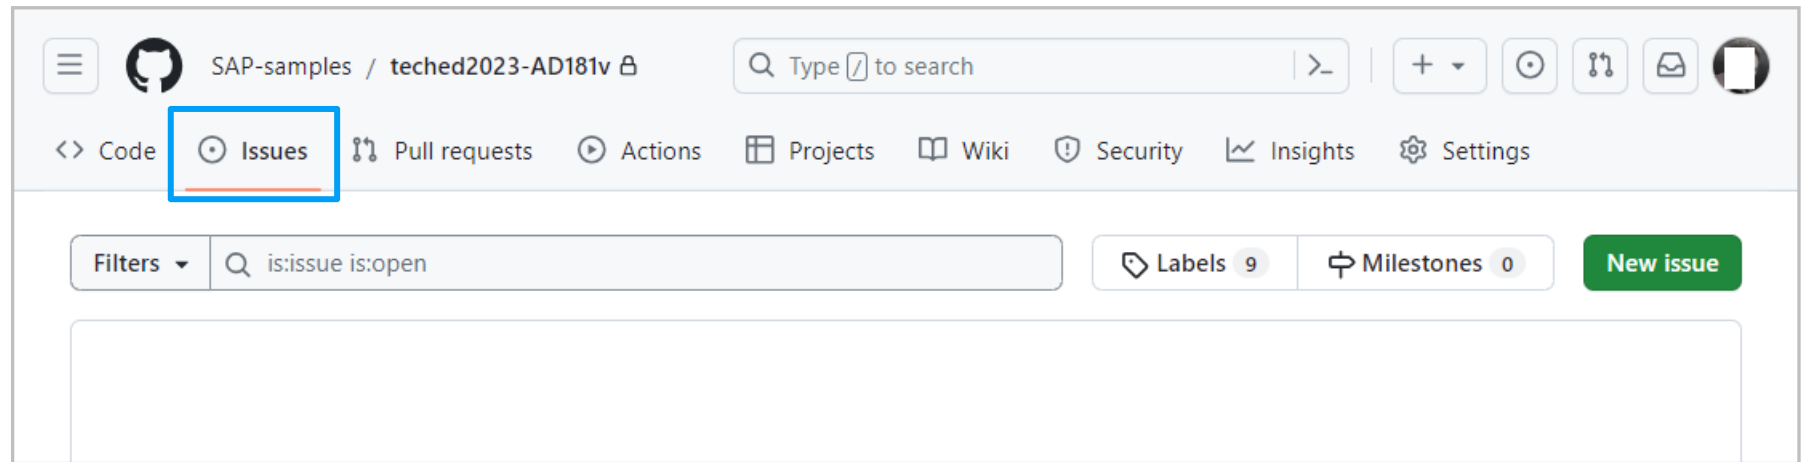 SAP-samples / teched2023-AD181v Type / to search
Code Issues Pull requests Actions Projects Wiki Security Insights Settings
Filters is:issue is:open Labels 9 Milestones 0 New issue